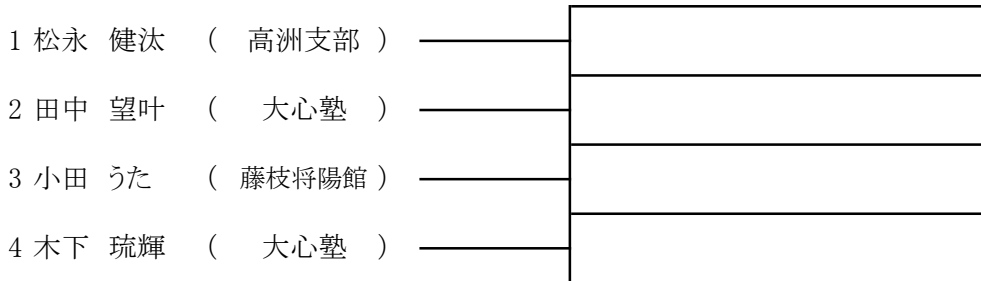 1 松永 健汰 ( 高洲支部 )
2 田中 望叶 ( 大心塾 )
3 小田 うた ( 藤枝将陽館 )
4 木下 琉輝 ( 大心塾 )